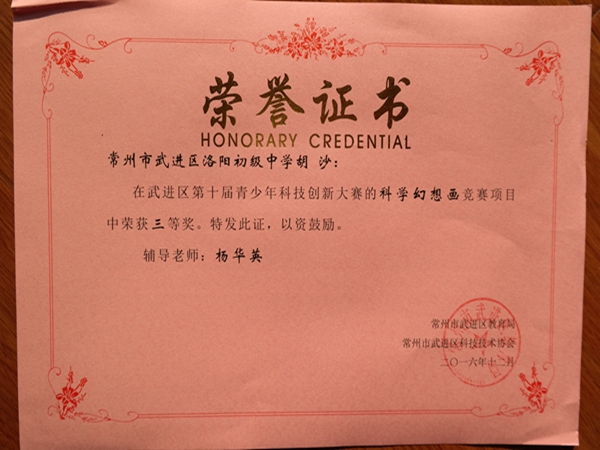 荣誉证书
HONORARY CREDENTIAL
常州市武进区洛阳初级中学胡 沙:
在武进区第十届青少年科技创新大赛的科学幻想画竞赛项目
中荣获三等奖。特发此证,以资鼓励。
辅导老师:杨华英
常州市武进区教育局
常州市武进区科技技术协会
二〇一六年十二月